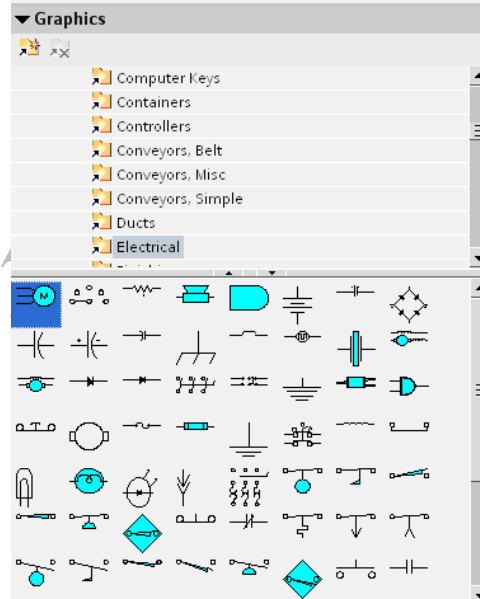 Graphics
Computer Keys
Containers
Controllers
Conveyors, Belt
Conveyors, Misc
Conveyors, Simple
Ducts
Electrical
M